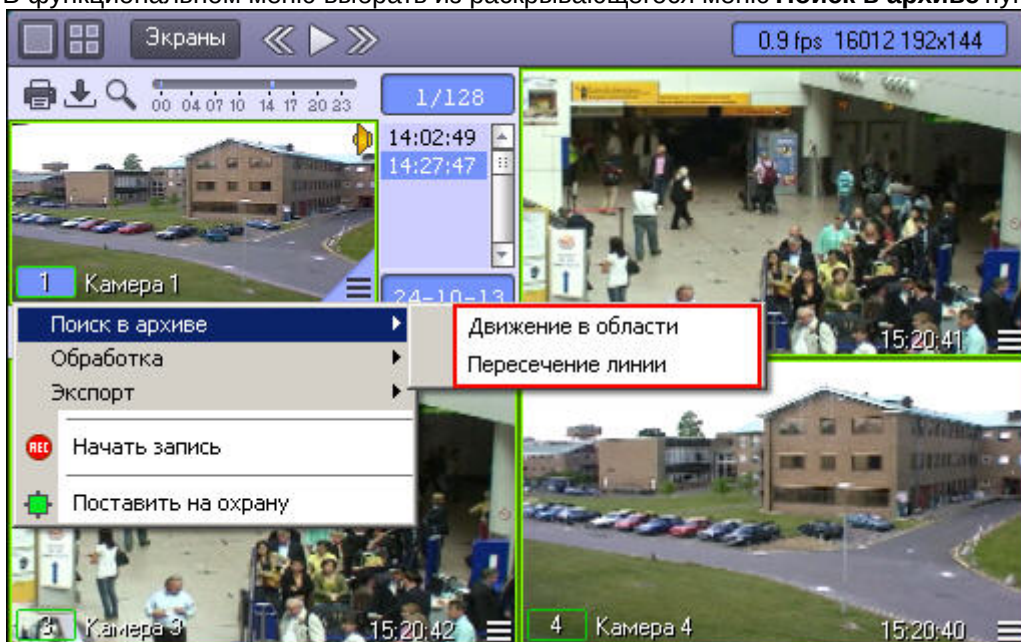 В функциональном меню выбрать из раскрывающегося меню Поиск в архиве
Экраны
0.9 fps 16012 192x144
00 04 07 10 14 17 20 23
1/128
14:02:49
14:27:47
1 Камера 1
24-10-13
Поиск в архиве
Движение в области
15:20:41
Обработка
Пересечение линии
Экспорт
REC Начать запись
Поставить на охрану
3 Камера 3
15:20:42
4 Камера 4
15:20:40